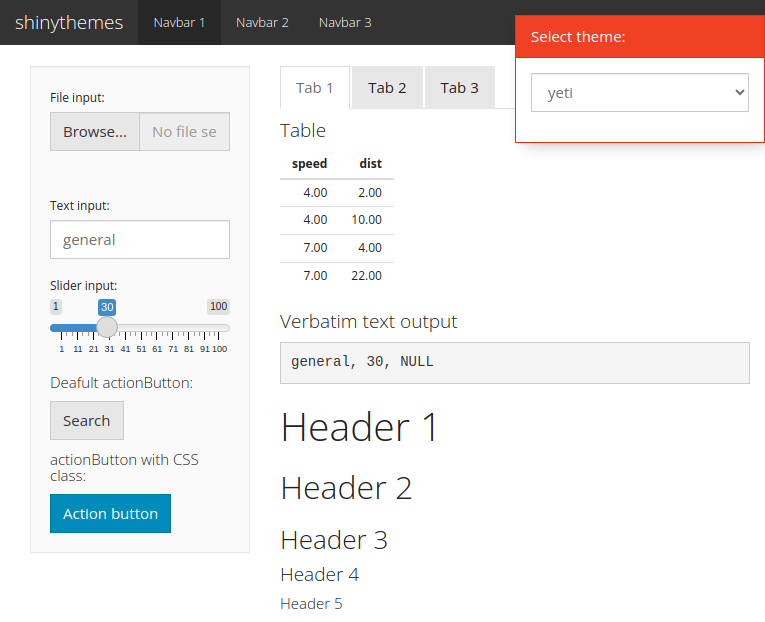 shinythemes Navbar 1 Navbar 2 Navbar 3
Select theme:
yeti
File input:
Browse... No file se
Text input:
general
Slider input:
1 30 100
1 11 21 31 41 51 61 71 81 91 100
Deafult actionButton:
Search
actionButton with CSS
class:
Action button
Tab 1 Tab 2 Tab 3
Table
speed dist
4.00 2.00
4.00 10.00
7.00 4.00
7.00 22.00
Verbatim text output
general, 30, NULL
Header 1
Header 2
Header 3
Header 4
Header 5